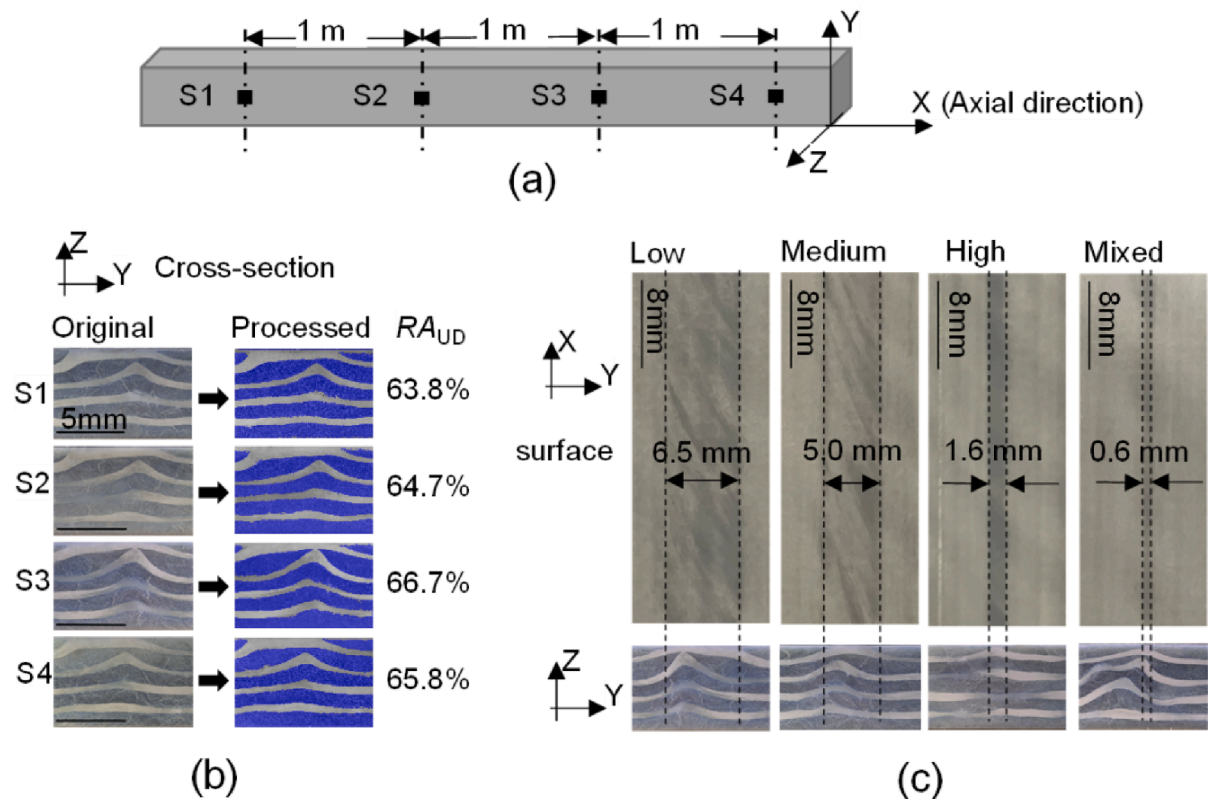 1 m 1 m 1 m
Y
S1 S2 S3 S4
X (Axial direction)
Z
(a)
Z
Y Cross-section
Original Processed RA_UD
S1 5mm 63.8%
S2 64.7%
S3 66.7%
S4 65.8%
(b)
Low Medium High Mixed
8mm 8mm 8mm 8mm
X
Y
surface 6.5 mm 5.0 mm 1.6 mm 0.6 mm
Z
Y
(c)